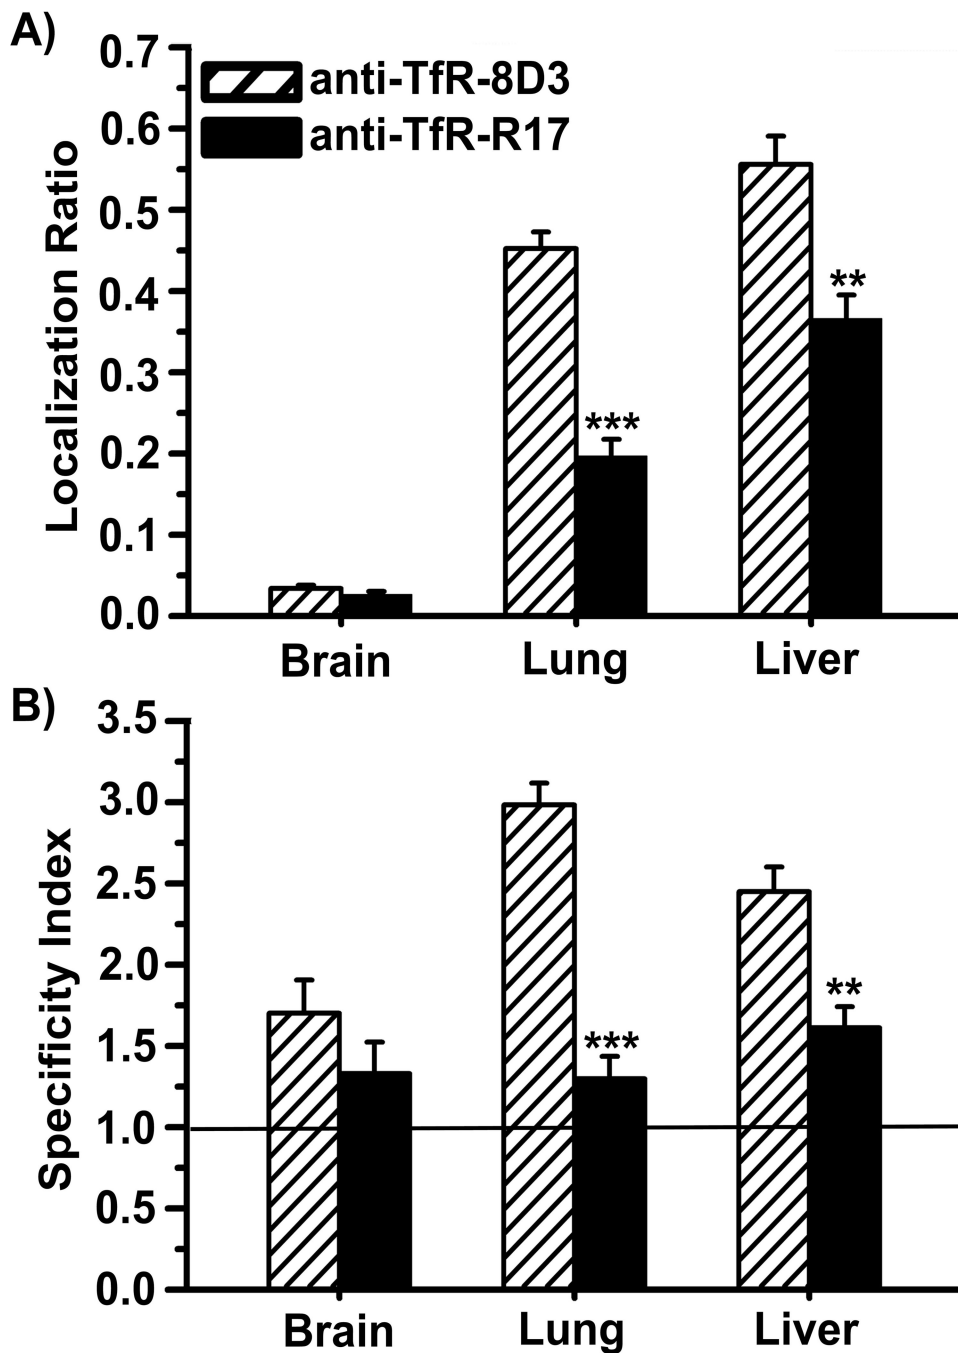 A)
0.7
anti-TfR-8D3
0.6
anti-TfR-R17
0.5
0.4
0.3
0.2
0.1
0.0
Localization Ratio
**
***
Brain Lung Liver
B)
3.5
3.0
2.5
2.0
1.5
1.0
0.5
0.0
Specificity Index
**
***
Brain Lung Liver